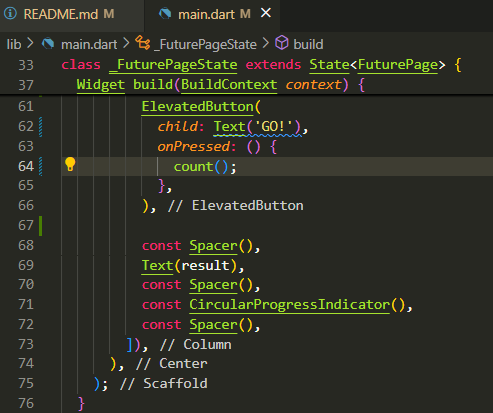 README.md M
main.dart M
lib > main.dart > _FuturePageState > build
33 class _FuturePageState extends State<FuturePage> {
37 Widget build(BuildContext context) {
61 ElevatedButton(
62 child: Text('GO!'),
63 onPressed: () {
64 count();
65 },
66 ), // ElevatedButton
67
68 const Spacer(),
69 Text(result),
70 const Spacer(),
71 const CircularProgressIndicator(),
72 const Spacer(),
73 ]), // Column
74 ), // Center
75 ); // Scaffold
76 }